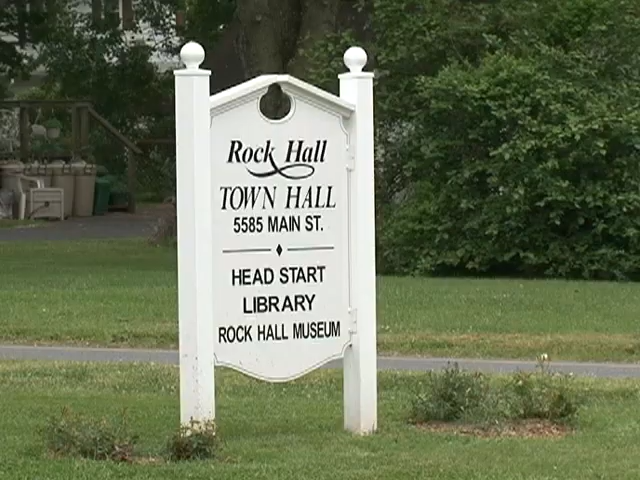 Rock Hall
TOWN HALL
5585 MAIN ST.
HEAD START
LIBRARY
ROCK HALL MUSEUM